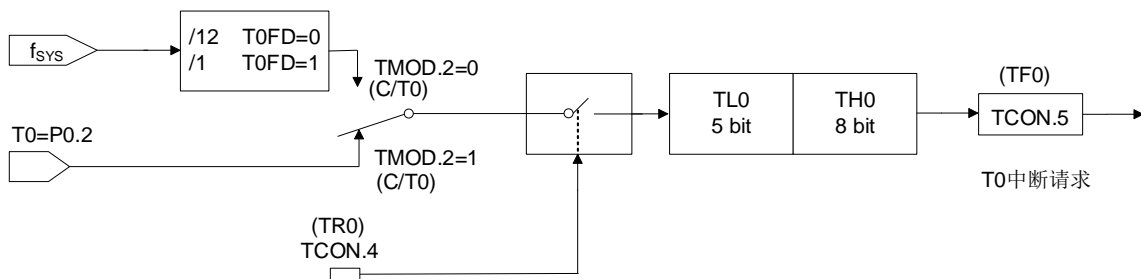 fSYS
/12 T0FD=0
/1 T0FD=1
TMOD.2=0
(C/T0)
T0=P0.2
TMOD.2=1
(C/T0)
(TR0)
TCON.4
TL0
5 bit
TH0
8 bit
(TF0)
TCON.5
T0中断请求